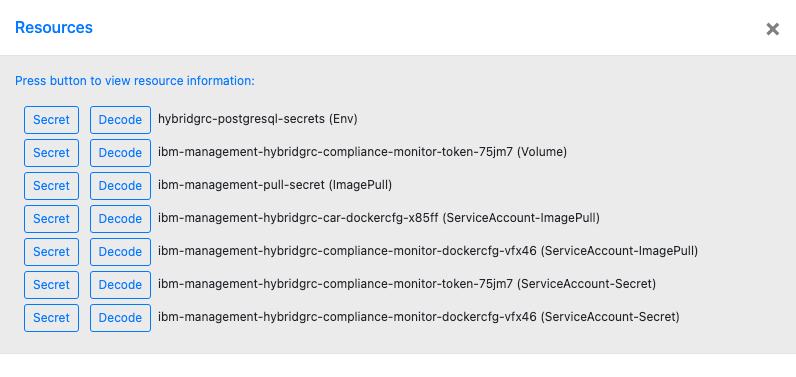 Resources
Press button to view resource information:
Secret Decode hybridgrc-postgresql-secrets (Env)
Secret Decode ibm-management-hybridgrc-compliance-monitor-token-75jm7 (Volume)
Secret Decode ibm-management-pull-secret (ImagePull)
Secret Decode ibm-management-hybridgrc-car-dockercfg-x85ff (ServiceAccount-ImagePull)
Secret Decode ibm-management-hybridgrc-compliance-monitor-dockercfg-vfx46 (ServiceAccount-ImagePull)
Secret Decode ibm-management-hybridgrc-compliance-monitor-token-75jm7 (ServiceAccount-Secret)
Secret Decode ibm-management-hybridgrc-compliance-monitor-dockercfg-vfx46 (ServiceAccount-Secret)